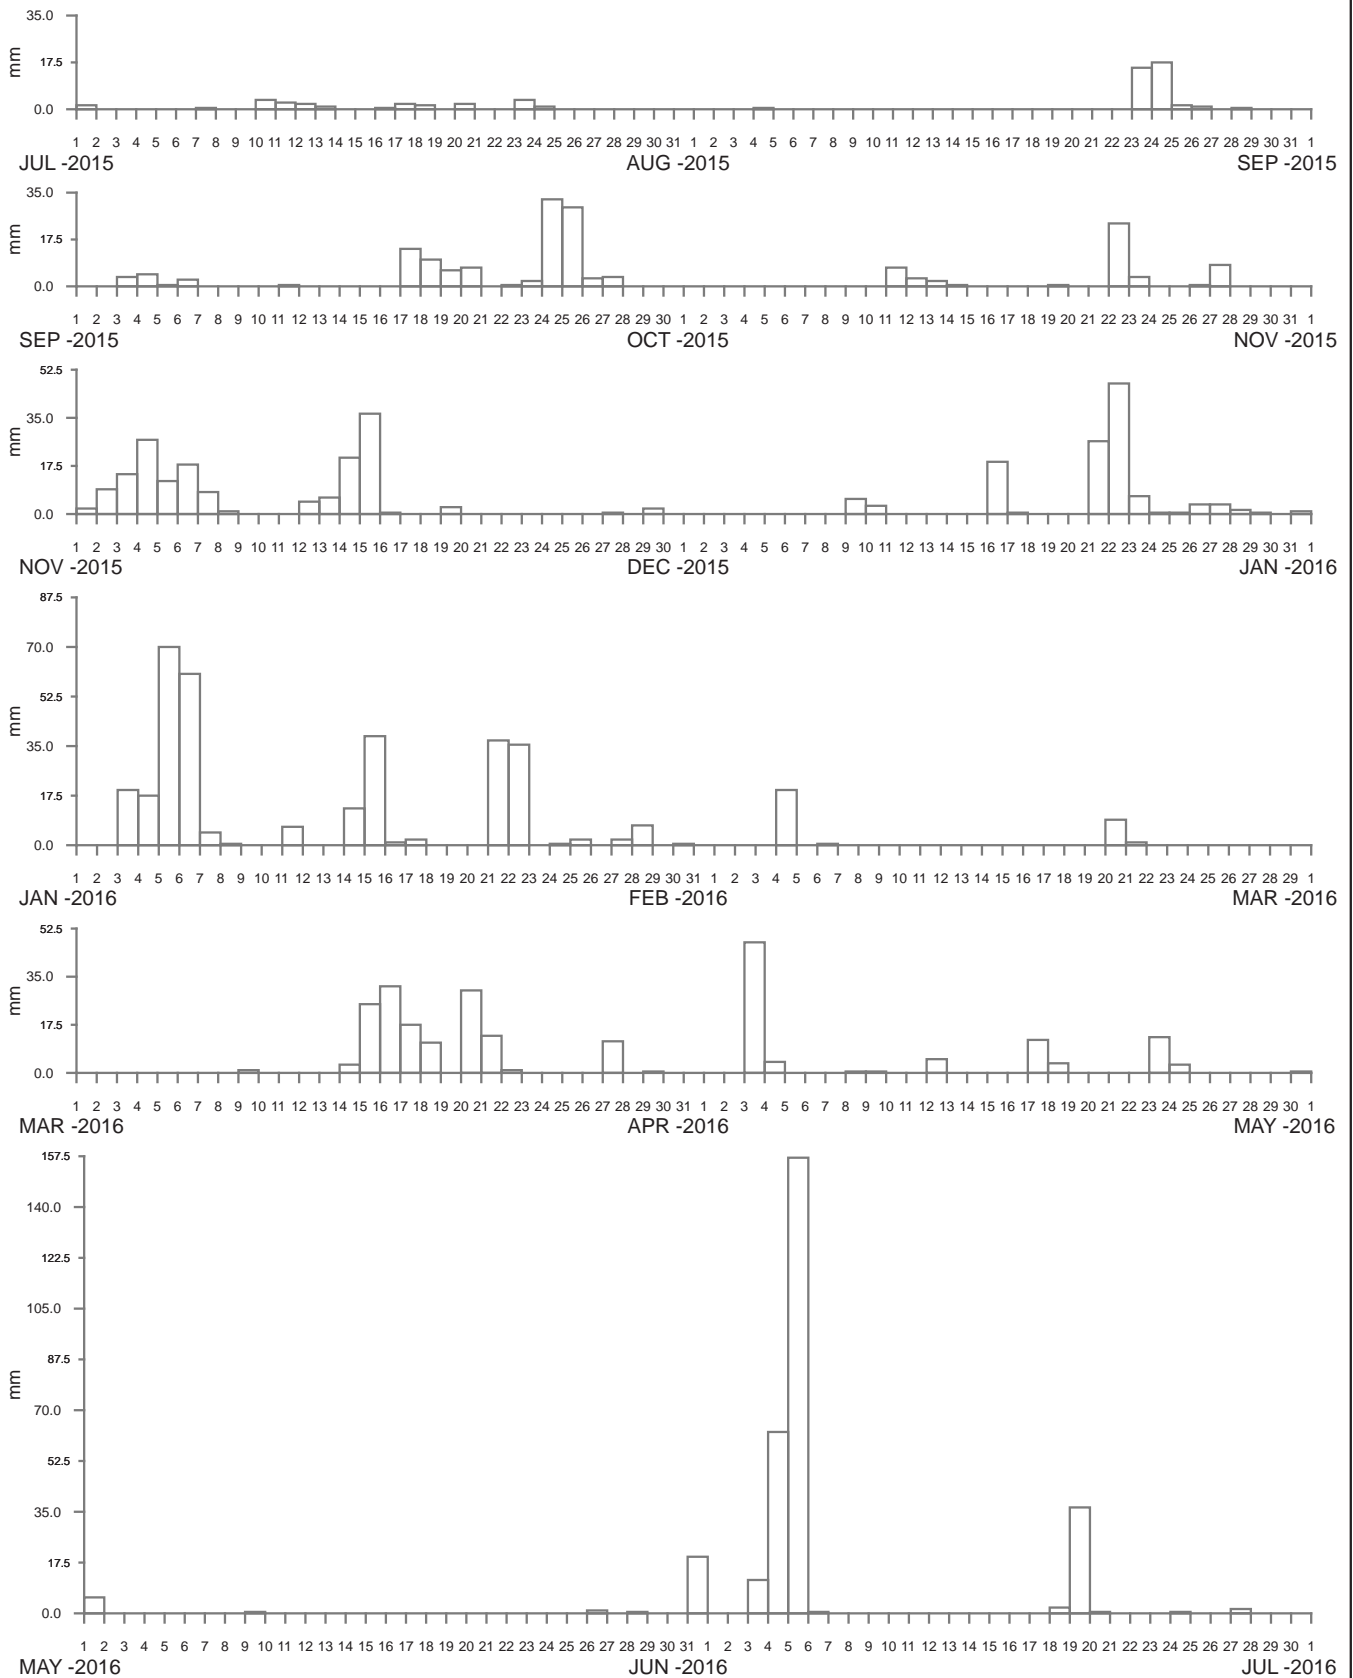 35.0
mm
17.5
0.0
1 2 3 4 5 6 7 8 9 10 11 12 13 14 15 16 17 18 19 20 21 22 23 24 25 26 27 28 29 30 31 1 2 3 4 5 6 7 8 9 10 11 12 13 14 15 16 17 18 19 20 21 22 23 24 25 26 27 28 29 30 31 1
JUL -2015 AUG -2015 SEP -2015
35.0
mm
17.5
0.0
1 2 3 4 5 6 7 8 9 10 11 12 13 14 15 16 17 18 19 20 21 22 23 24 25 26 27 28 29 30 1 2 3 4 5 6 7 8 9 10 11 12 13 14 15 16 17 18 19 20 21 22 23 24 25 26 27 28 29 30 31 1
SEP -2015 OCT -2015 NOV -2015
52.5
35.0
mm
17.5
0.0
1 2 3 4 5 6 7 8 9 10 11 12 13 14 15 16 17 18 19 20 21 22 23 24 25 26 27 28 29 30 1 2 3 4 5 6 7 8 9 10 11 12 13 14 15 16 17 18 19 20 21 22 23 24 25 26 27 28 29 30 31 1
NOV -2015 DEC -2015 JAN -2016
87.5
70.0
52.5
mm
35.0
17.5
0.0
1 2 3 4 5 6 7 8 9 10 11 12 13 14 15 16 17 18 19 20 21 22 23 24 25 26 27 28 29 30 31 1 2 3 4 5 6 7 8 9 10 11 12 13 14 15 16 17 18 19 20 21 22 23 24 25 26 27 28 29 1
JAN -2016 FEB -2016 MAR -2016
52.5
35.0
mm
17.5
0.0
1 2 3 4 5 6 7 8 9 10 11 12 13 14 15 16 17 18 19 20 21 22 23 24 25 26 27 28 29 30 31 1 2 3 4 5 6 7 8 9 10 11 12 13 14 15 16 17 18 19 20 21 22 23 24 25 26 27 28 29 30 1
MAR -2016 APR -2016 MAY -2016
157.5
140.0
122.5
105.0
87.5
mm
70.0
52.5
35.0
17.5
0.0
1 2 3 4 5 6 7 8 9 10 11 12 13 14 15 16 17 18 19 20 21 22 23 24 25 26 27 28 29 30 31 1 2 3 4 5 6 7 8 9 10 11 12 13 14 15 16 17 18 19 20 21 22 23 24 25 26 27 28 29 30 1
MAY -2016 JUN -2016 JUL -2016